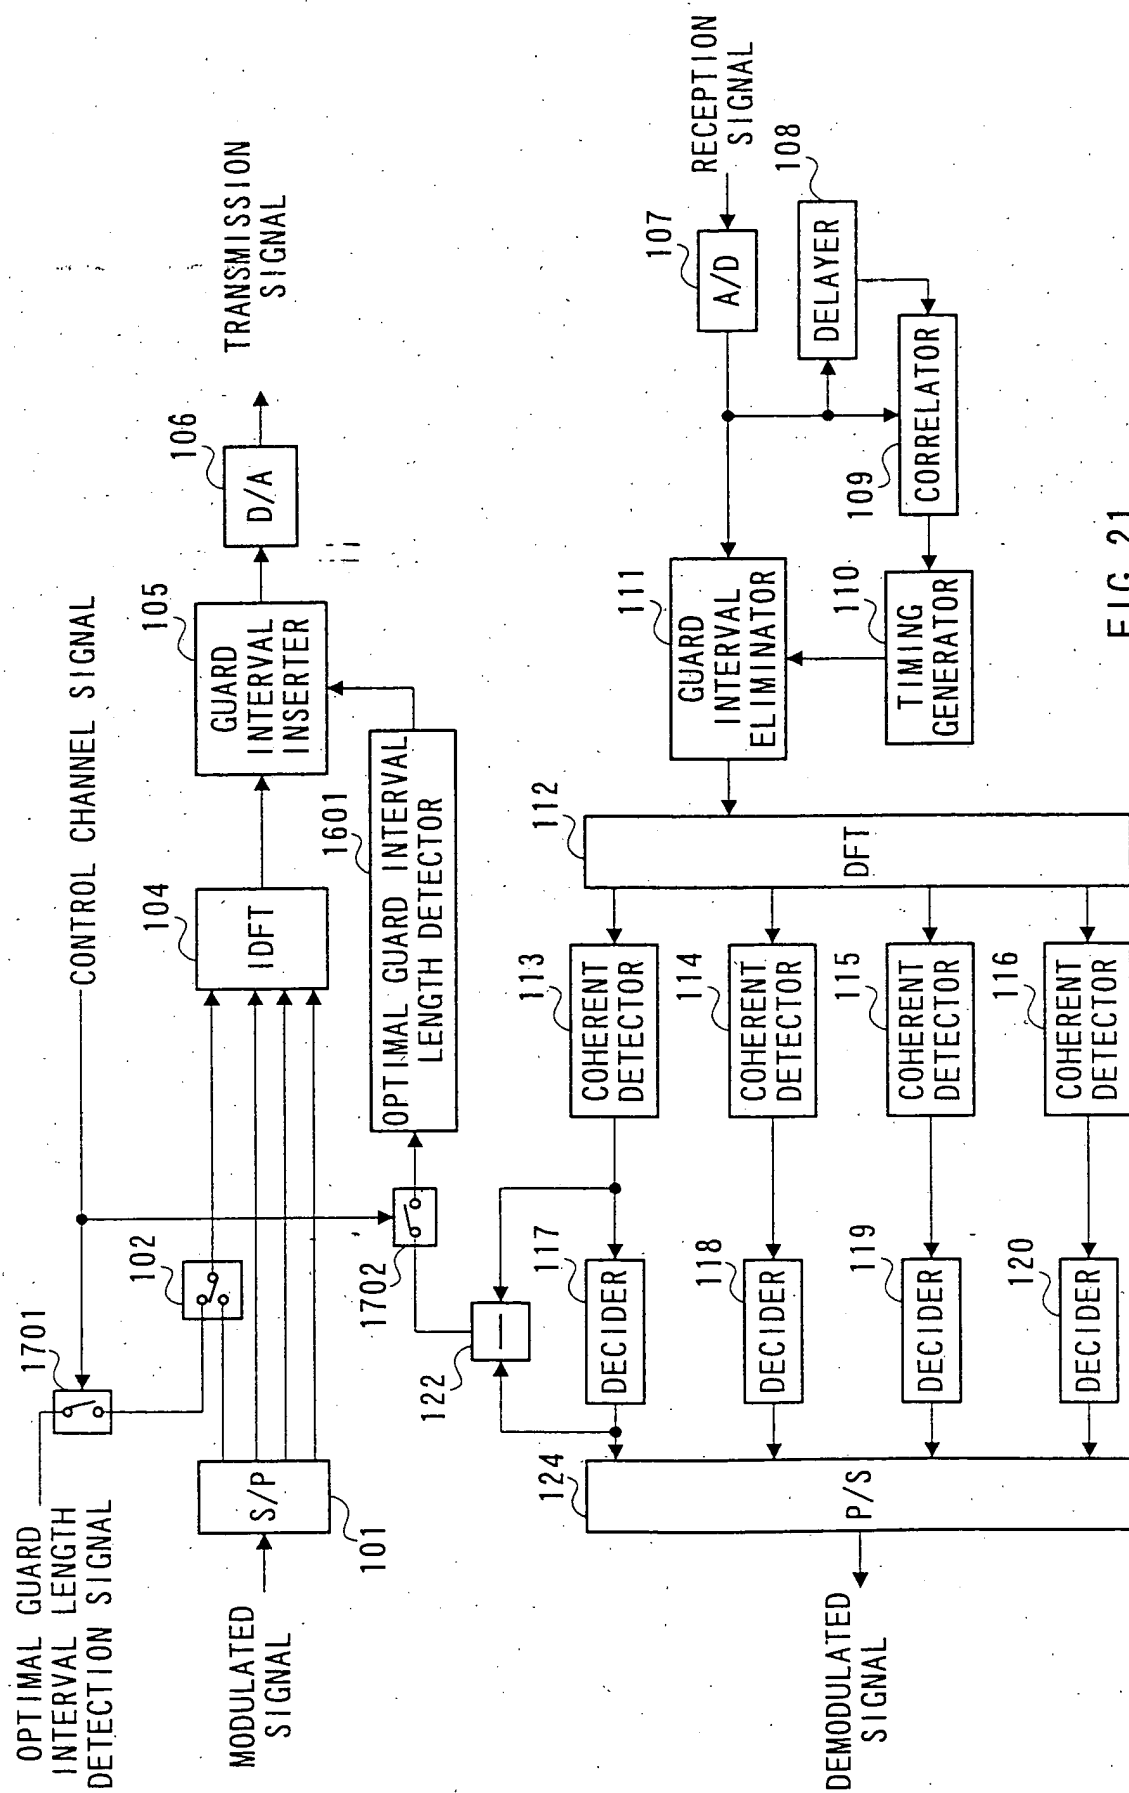 OPTIMAL GUARD
INTERVAL LENGTH
DETECTION SIGNAL
1701
CONTROL CHANNEL SIGNAL
MODULATED
SIGNAL
S/P
101
102
IDFT
104
GUARD
INTERVAL
INSERTER
105
D/A
106
TRANSMISSION
SIGNAL
1702
OPTIMAL GUARD INTERVAL
LENGTH DETECTOR
1601
122
RECEPTION
SIGNAL
A/D
107
DELAYER
108
CORRELATOR
109
TIMING
GENERATOR
110
GUARD
INTERVAL
ELIMINATOR
111
DFT
112
COHERENT
DETECTOR
113
COHERENT
DETECTOR
114
COHERENT
DETECTOR
115
COHERENT
DETECTOR
116
DECIDER
117
DECIDER
118
DECIDER
119
DECIDER
120
P/S
124
DEMODULATED
SIGNAL
FIG. 21